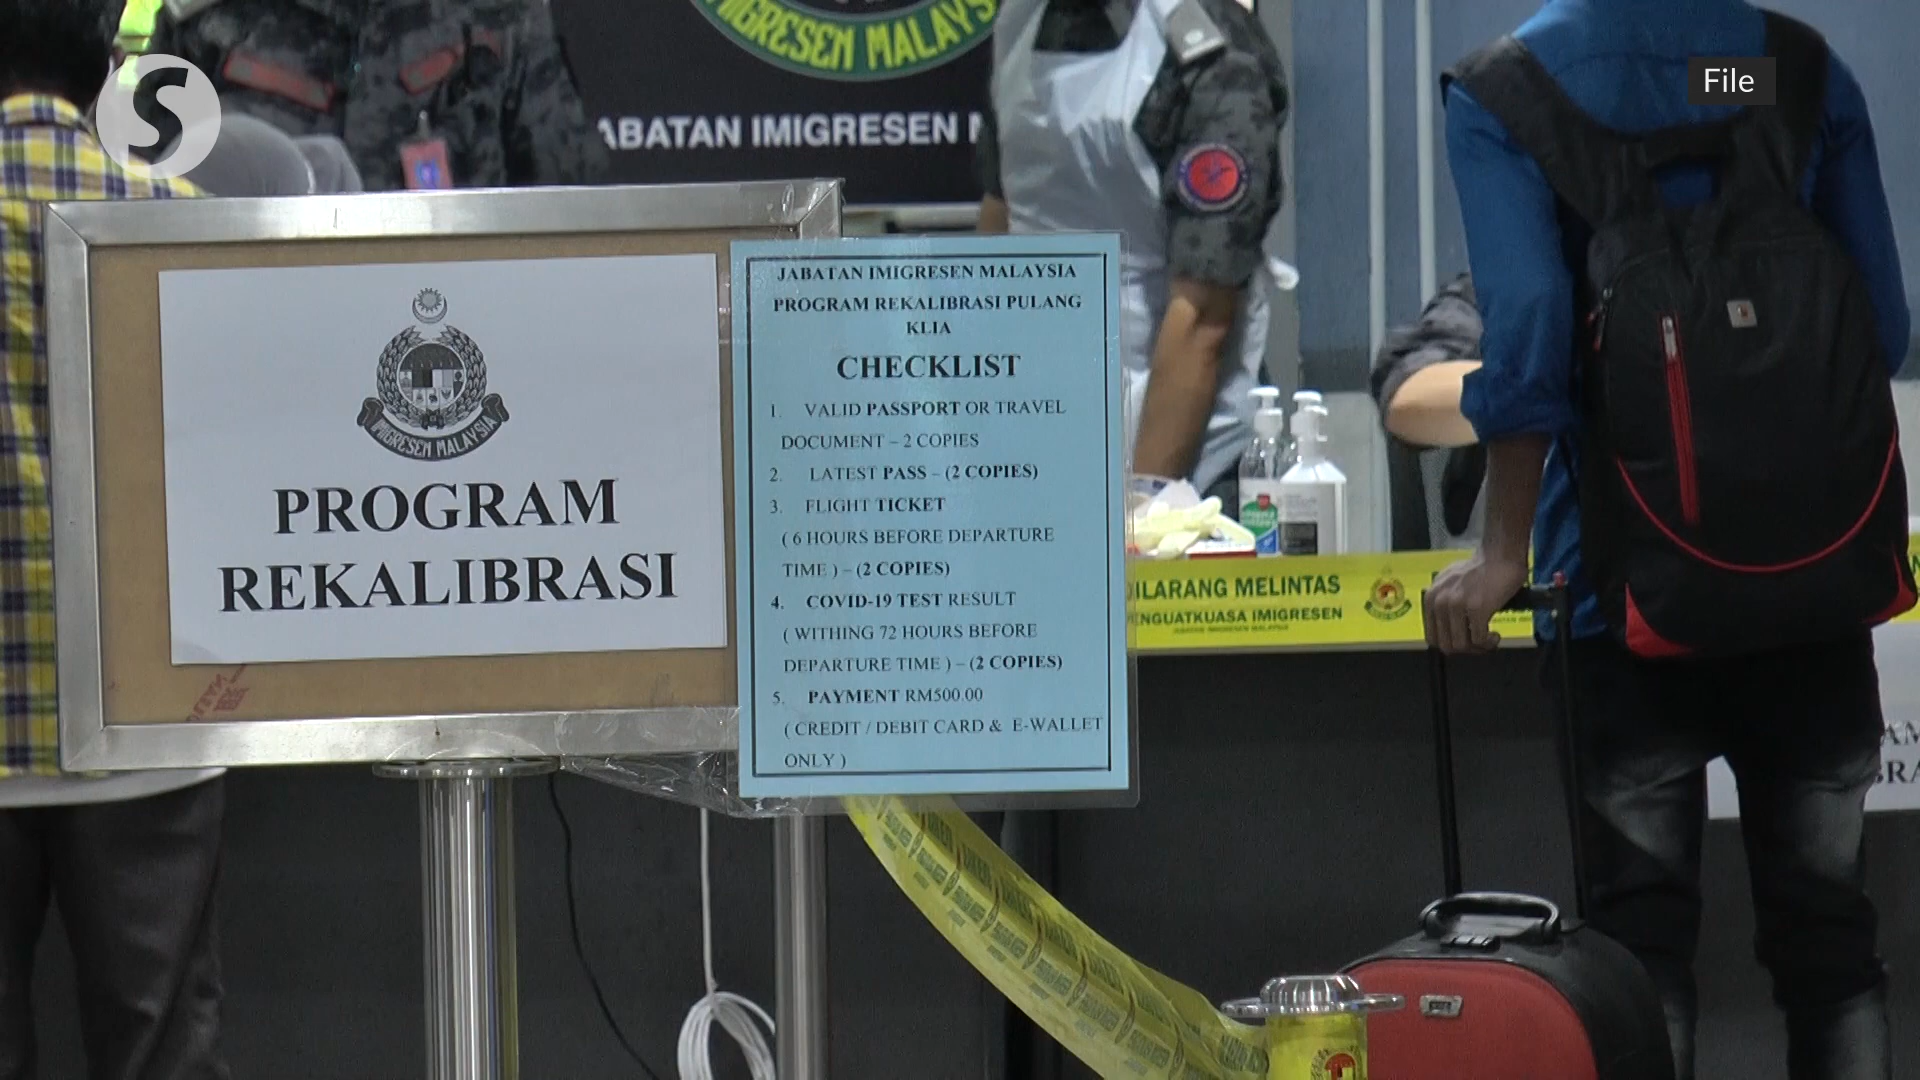 IMIGRESEN MALAYS
File
S
ABATAN IMIGRESEN
IMIGRESEN MALAYSIA
PROGRAM
REKALIBRASI
JABATAN IMIGRESEN MALAYSIA
PROGRAM REKALIBRASI PULANG
KLIA
CHECKLIST
1. VALID PASSPORT OR TRAVEL
DOCUMENT – 2 COPIES
2. LATEST PASS – (2 COPIES)
3. FLIGHT TICKET
( 6 HOURS BEFORE DEPARTURE
TIME ) – (2 COPIES)
4. COVID-19 TEST RESULT
( WITHING 72 HOURS BEFORE
DEPARTURE TIME ) – (2 COPIES)
5. PAYMENT RM500.00
( CREDIT / DEBIT CARD & E-WALLET
ONLY )
DILARANG MELINTAS
PENGUATKUASA IMIGRESEN
JABATAN IMIGRESEN MALAYSIA